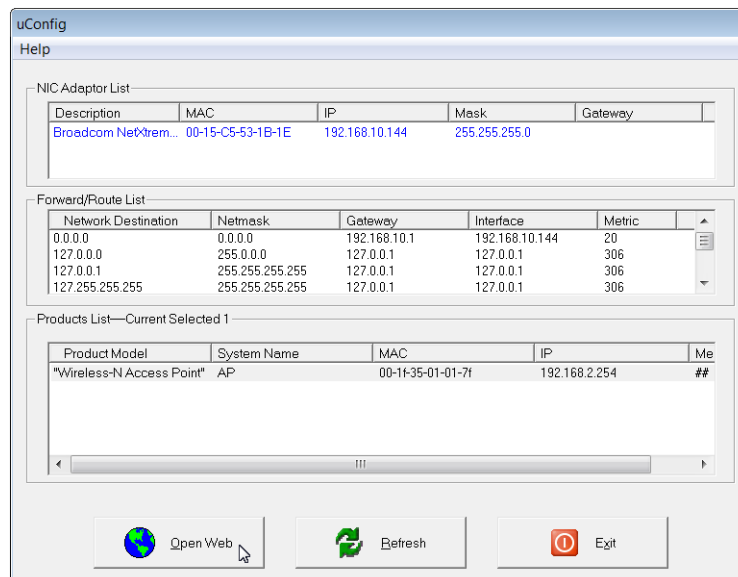 uConfig
Help
NIC Adaptor List
Description MAC IP Mask Gateway
Broadcom NetXtrem... 00-15-C5-53-1B-1E 192.168.10.144 255.255.255.0
Forward/Route List
Network Destination Netmask Gateway Interface Metric
0.0.0.0 0.0.0.0 192.168.10.1 192.168.10.144 20
127.0.0.0 255.0.0.0 127.0.0.1 127.0.0.1 306
127.0.0.1 255.255.255.255 127.0.0.1 127.0.0.1 306
127.255.255.255 255.255.255.255 127.0.0.1 127.0.0.1 306
Products List—Current Selected 1
Product Model System Name MAC IP Me
"Wireless-N Access Point" AP 00-1f-35-01-01-7f 192.168.2.254 ##
Open Web Refresh Exit